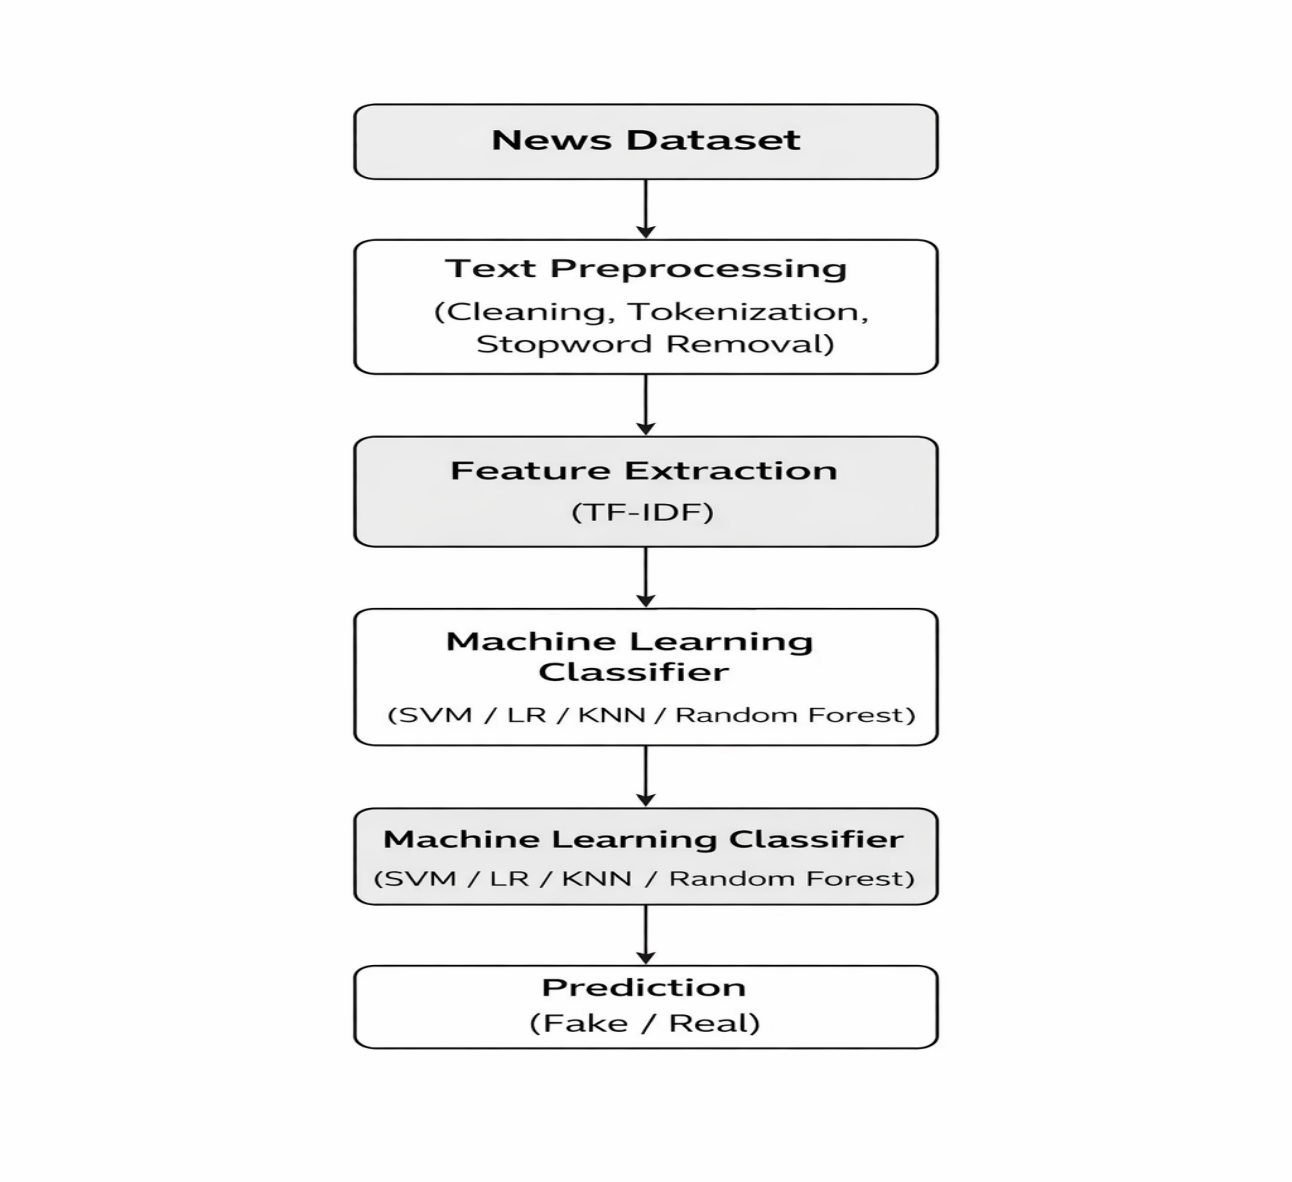 News Dataset
Text Preprocessing
(Cleaning, Tokenization,
Stopword Removal)
Feature Extraction
(TF-IDF)
Machine Learning
Classifier
(SVM / LR / KNN / Random Forest)
Machine Learning Classifier
(SVM / LR / KNN / Random Forest)
Prediction
(Fake / Real)